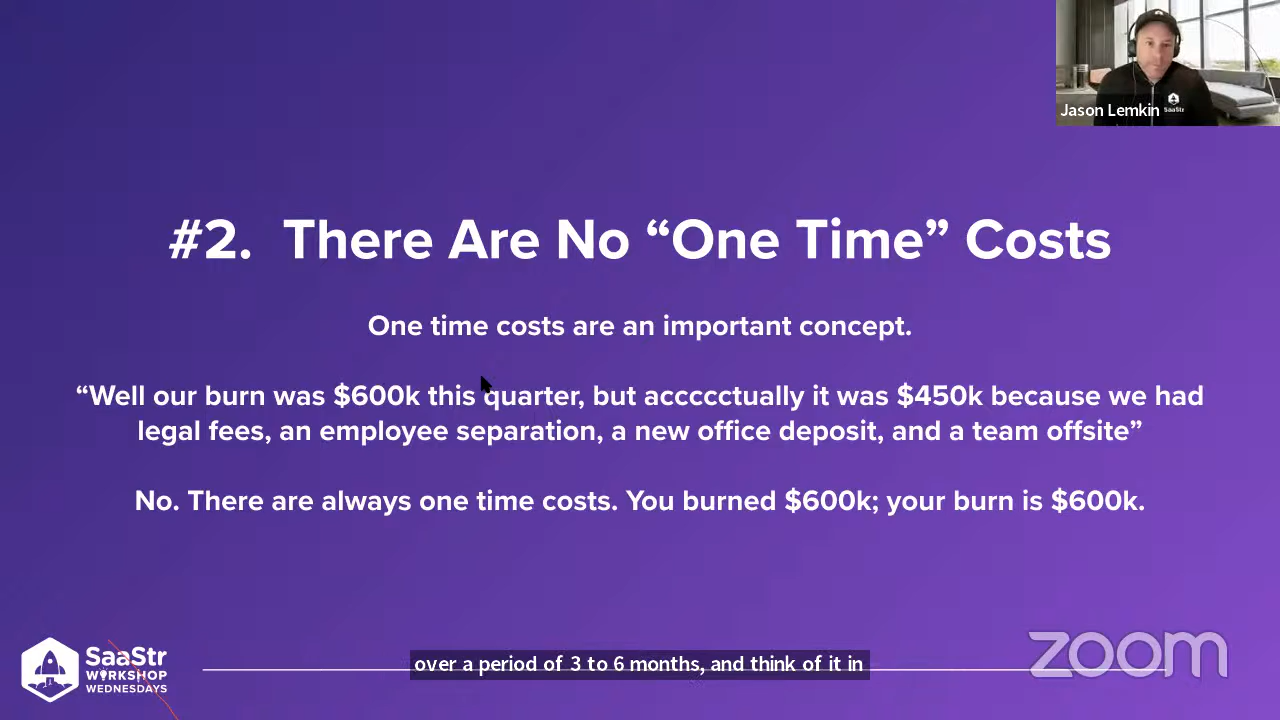 Jason Lemkin
SaaStr
#2. There Are No “One Time” Costs
One time costs are an important concept.
“Well our burn was $600k this quarter, but acccccctually it was $450k because we had
legal fees, an employee separation, a new office deposit, and a team offsite”
No. There are always one time costs. You burned $600k; your burn is $600k.
SaaStr
WORKSHOP
WEDNESDAYS
over a period of 3 to 6 months, and think of it in
zoom